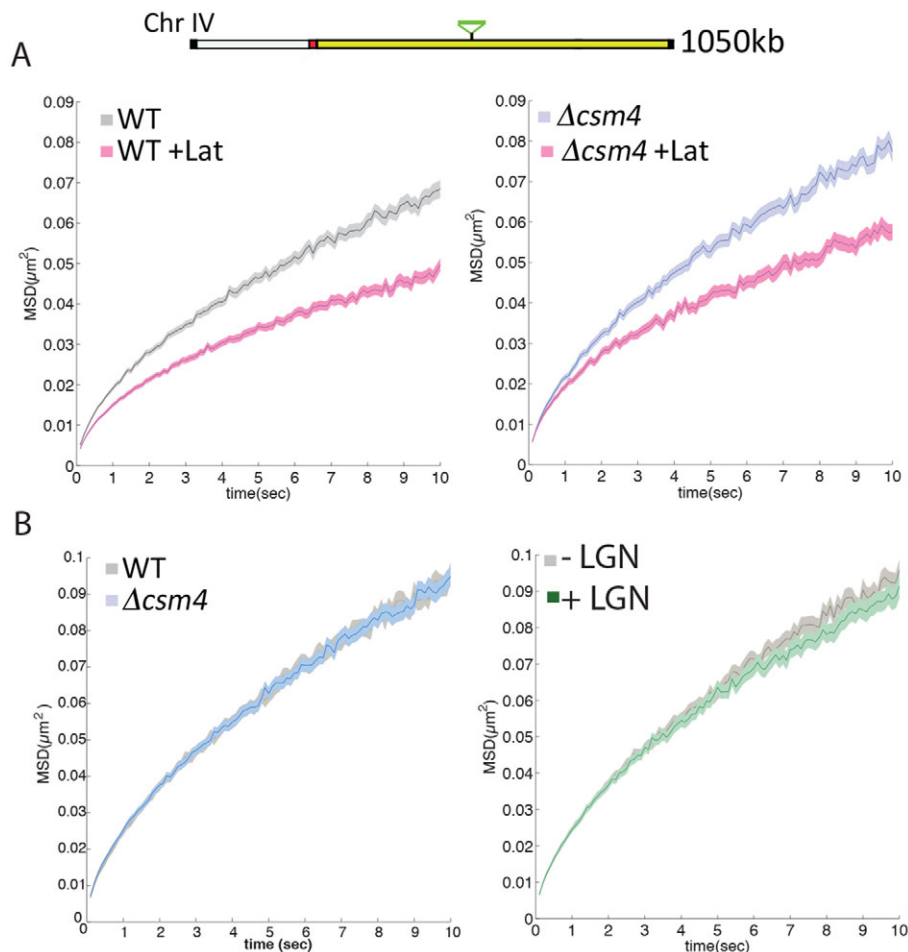 Chr IV
1050kb
A
WT
WT +Lat
0.09
0.08
0.07
0.06
0.05
0.04
0.03
0.02
0.01
0
MSD(µm²)
0 1 2 3 4 5 6 7 8 9 10
time(sec)
Δcsm4
Δcsm4 +Lat
0.09
0.08
0.07
0.06
0.05
0.04
0.03
0.02
0.01
0
MSD(µm²)
0 1 2 3 4 5 6 7 8 9 10
time(sec)
B
WT
Δcsm4
0.1
0.09
0.08
0.07
0.06
0.05
0.04
0.03
0.02
0.01
0
MSD(µm²)
0 1 2 3 4 5 6 7 8 9 10
time (sec)
- LGN
+ LGN
0.1
0.09
0.08
0.07
0.06
0.05
0.04
0.03
0.02
0.01
0
MSD(µm²)
0 1 2 3 4 5 6 7 8 9 10
time(sec)